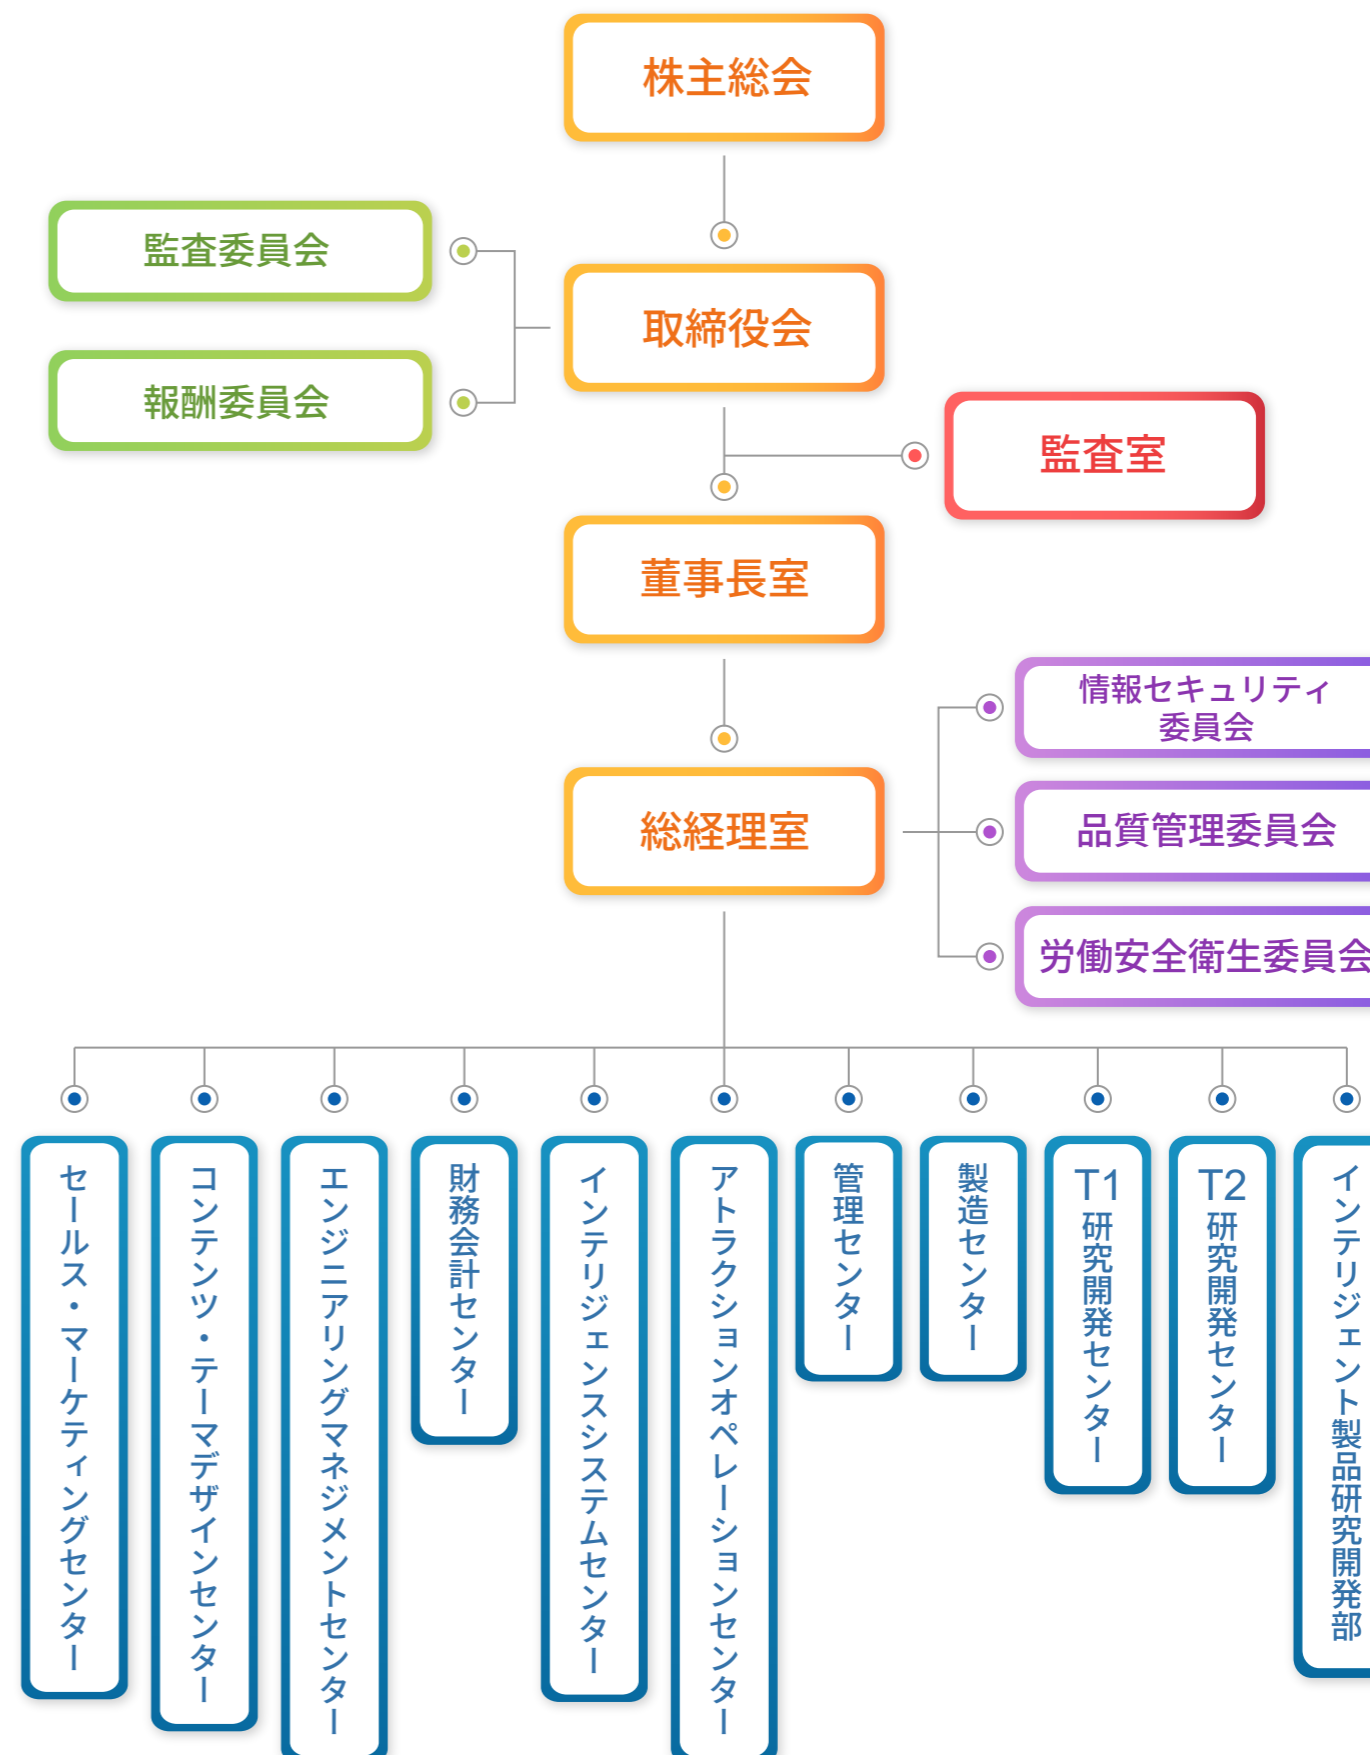 株主総会
監査委員会
取締役会
報酬委員会
監査室
董事長室
情報セキュリティ
委員会
総経理室
品質管理委員会
労働安全衛生委員会
セールス・マーケティングセンター
コンテンツ・テーマデザインセンター
エンジニアリングマネジメントセンター
財務会計センター
インテリジェンスシステムセンター
アトラクションオペレーションセンター
管理センター
製造センター
T1研究開発センター
T2研究開発センター
インテリジェント製品研究開発部